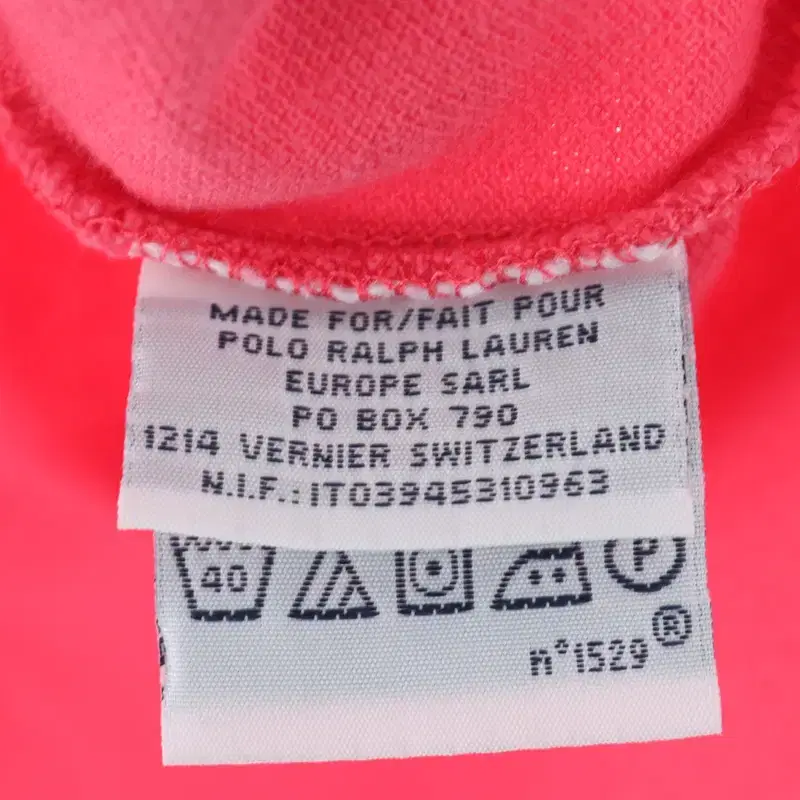 MADE FOR/FAIT POUR
POLO RALPH LAUREN
EUROPE SARL
PO BOX 790
1214 VERNIER SWITZERLAND
N.I.F.:IT03945310963
40 P
n°1529®